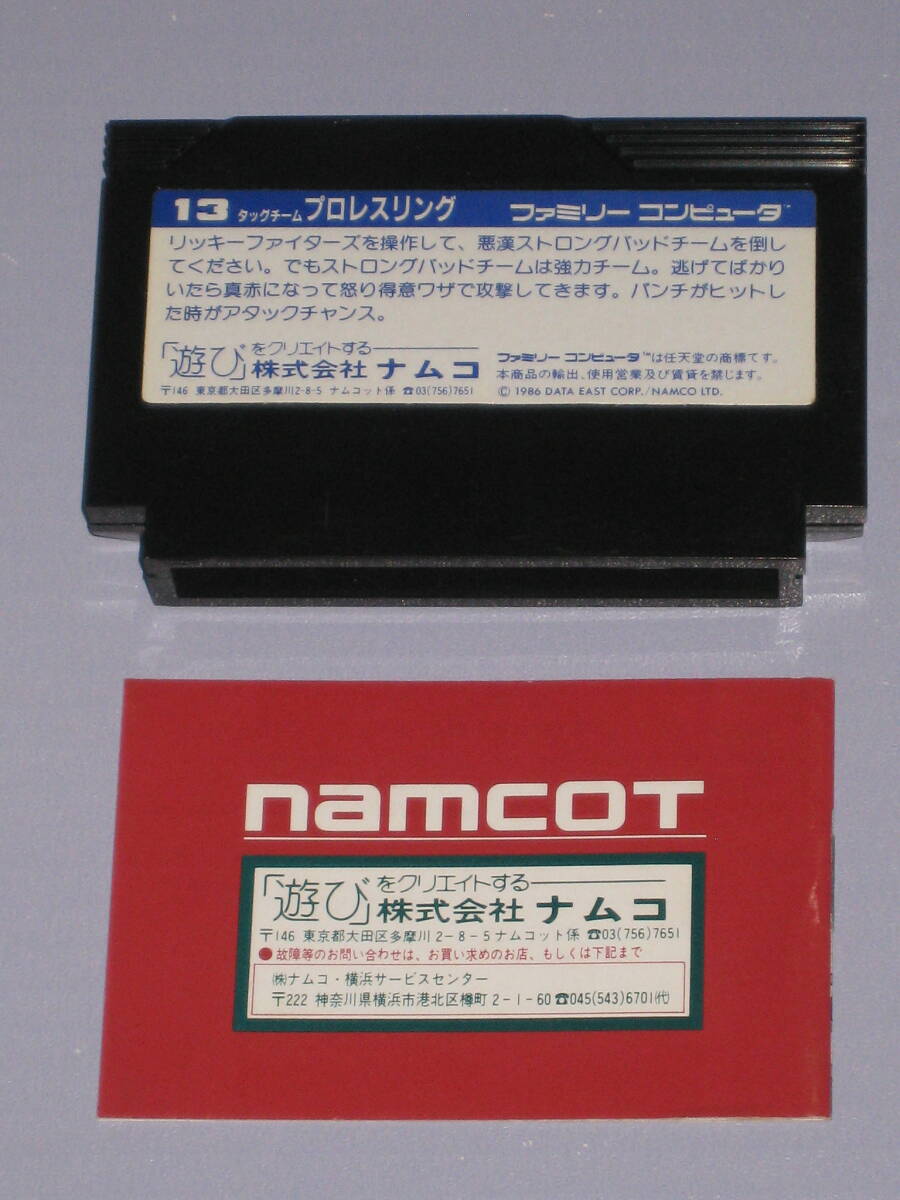 13 タッグチーム プロレスリング ファミリー コンピュータ™
リッキーファイターズを操作して、悪漢ストロングバッドチームを倒し
てください。でもストロングバッドチームは強力チーム。逃げてばかり
いたら真赤になって怒り得意ワザで攻撃してきます。パンチがヒットし
た時がアタックチャンス。
「遊び」をクリエイトする
株式会社 ナムコ
〒146 東京都大田区多摩川2-8-5 ナムコット係 ☎03(756)7651
ファミリー コンピュータ™は任天堂の商標です。
本商品の輸出、使用営業及び賃貸を禁じます。
© 1986 DATA EAST CORP./NAMCO LTD.
namcoT
「遊び」をクリエイトする
株式会社 ナムコ
〒146 東京都大田区多摩川2-8-5ナムコット係 ☎03(756)7651
●故障等のお問い合わせは、お買い求めのお店、もしくは下記まで
㈱ナムコ・横浜サービスセンター
〒222 神奈川県横浜市港北区樽町2-1-60☎045(543)6701㈹